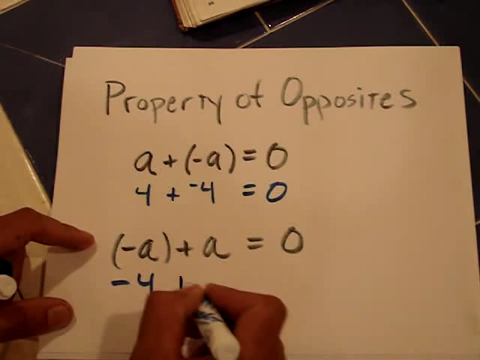 Property of Opposites
a + (-a) = 0
4 + -4 = 0
(-a) + a = 0
-4